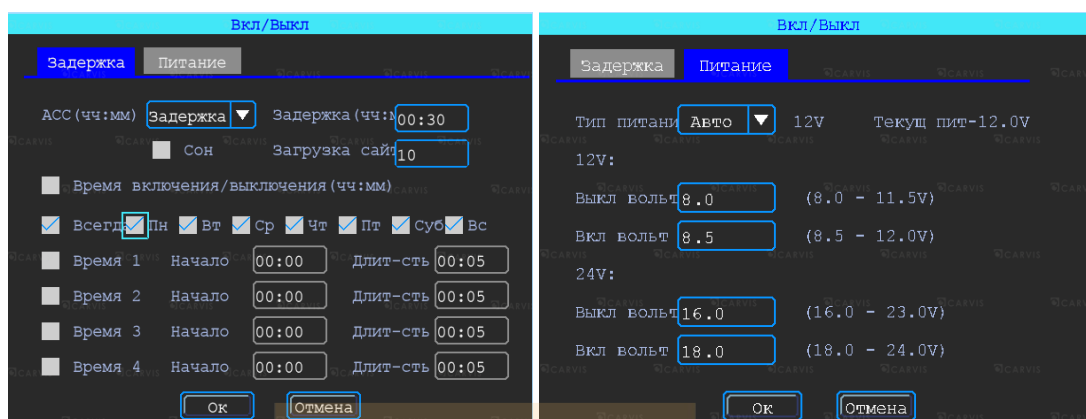 Вкл/Выкл
Задержка Питание
АСС(чч:мм) Задержка Задержка(чч:м 00:30
Сон Загрузка сайт 10
Время включения/выключения(чч:мм)
Всегд Пн Вт Ср Чт Пт Суб Вс
Время 1 Начало 00:00 Длит-сть 00:05
Время 2 Начало 00:00 Длит-сть 00:05
Время 3 Начало 00:00 Длит-сть 00:05
Время 4 Начало 00:00 Длит-сть 00:05
Ок Отмена
Вкл/Выкл
Задержка Питание
Тип питани Авто 12V Текущ пит-12.0V
12V:
Выкл вольт 8.0 (8.0 - 11.5V)
Вкл вольт 8.5 (8.5 - 12.0V)
24V:
Выкл вольт 16.0 (16.0 - 23.0V)
Вкл вольт 18.0 (18.0 - 24.0V)
Ок Отмена
CARVIS